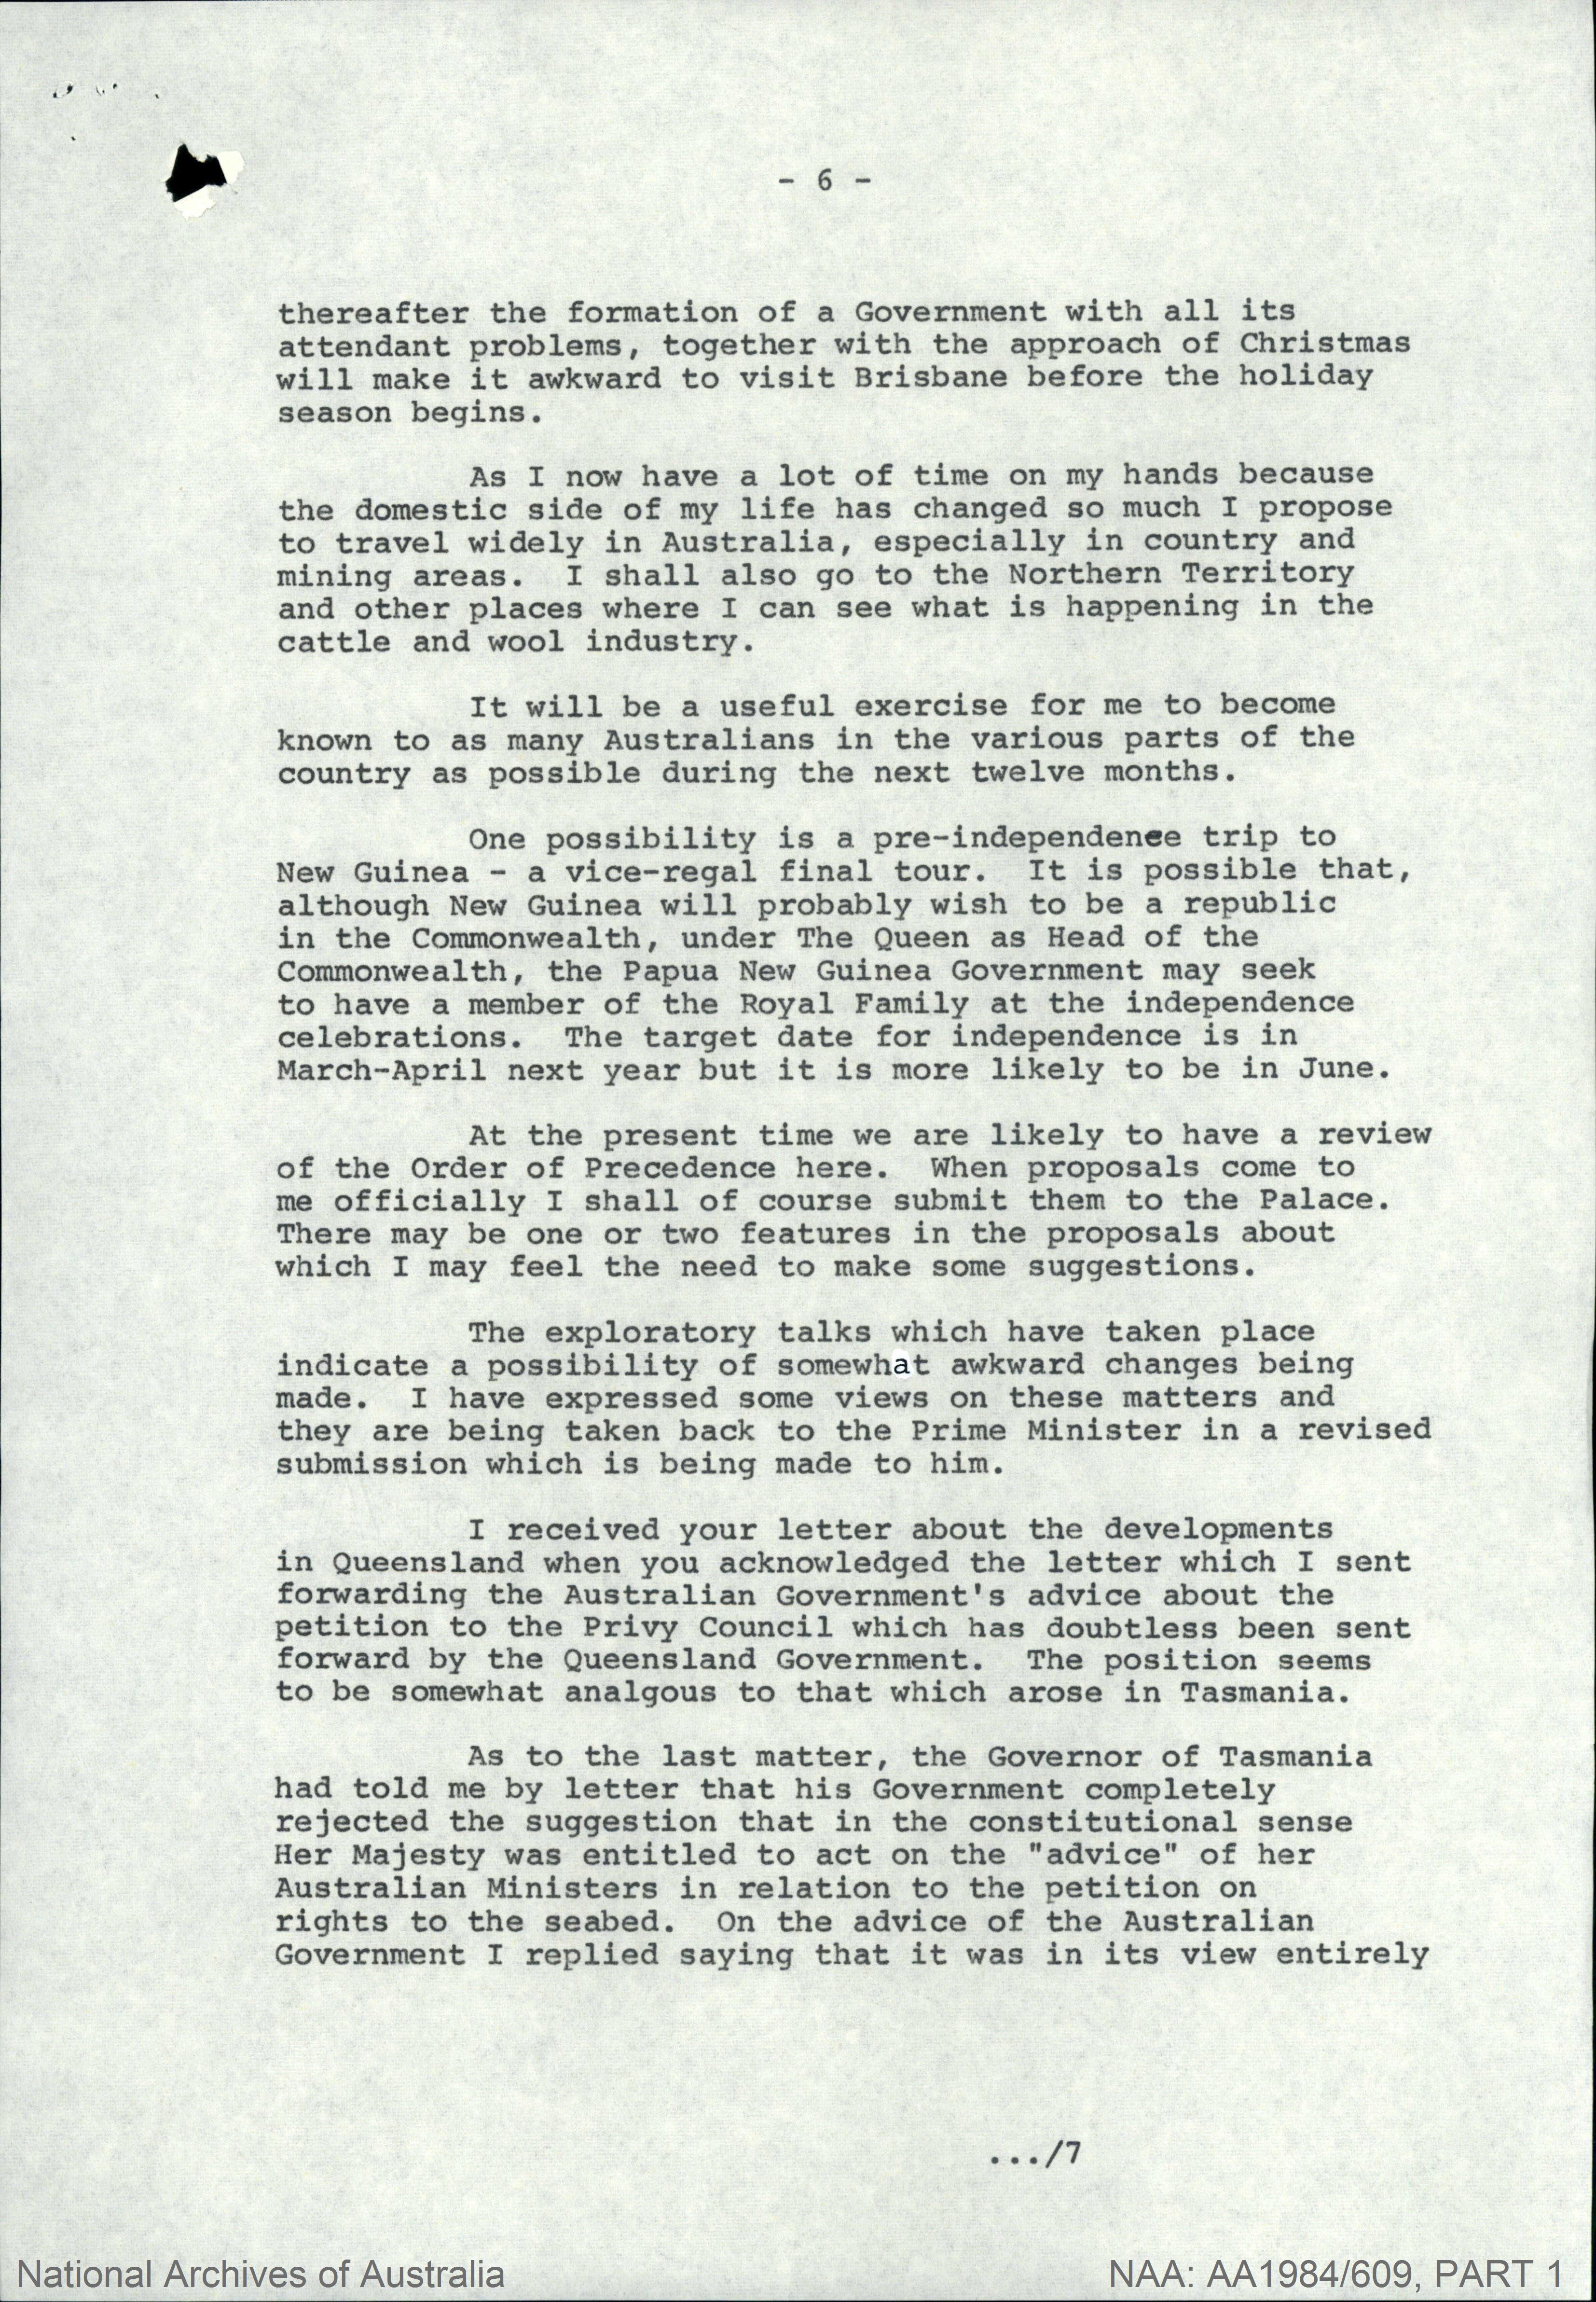 - 6 -
thereafter the formation of a Government with all its
attendant problems, together with the approach of Christmas
will make it awkward to visit Brisbane before the holiday
season begins.
As I now have a lot of time on my hands because
the domestic side of my life has changed so much I propose
to travel widely in Australia, especially in country and
mining areas. I shall also go to the Northern Territory
and other places where I can see what is happening in the
cattle and wool industry.
It will be a useful exercise for me to become
known to as many Australians in the various parts of the
country as possible during the next twelve months.
One possibility is a pre-independence trip to
New Guinea - a vice-regal final tour. It is possible that,
although New Guinea will probably wish to be a republic
in the Commonwealth, under The Queen as Head of the
Commonwealth, the Papua New Guinea Government may seek
to have a member of the Royal Family at the independence
celebrations. The target date for independence is in
March-April next year but it is more likely to be in June.
At the present time we are likely to have a review
of the Order of Precedence here. When proposals come to
me officially I shall of course submit them to the Palace.
There may be one or two features in the proposals about
which I may feel the need to make some suggestions.
The exploratory talks which have taken place
indicate a possibility of somewhat awkward changes being
made. I have expressed some views on these matters and
they are being taken back to the Prime Minister in a revised
submission which is being made to him.
I received your letter about the developments
in Queensland when you acknowledged the letter which I sent
forwarding the Australian Government's advice about the
petition to the Privy Council which has doubtless been sent
forward by the Queensland Government. The position seems
to be somewhat analgous to that which arose in Tasmania.
As to the last matter, the Governor of Tasmania
had told me by letter that his Government completely
rejected the suggestion that in the constitutional sense
Her Majesty was entitled to act on the "advice" of her
Australian Ministers in relation to the petition on
rights to the seabed. On the advice of the Australian
Government I replied saying that it was in its view entirely
.../7
National Archives of Australia
NAA: AA1984/609, PART 1